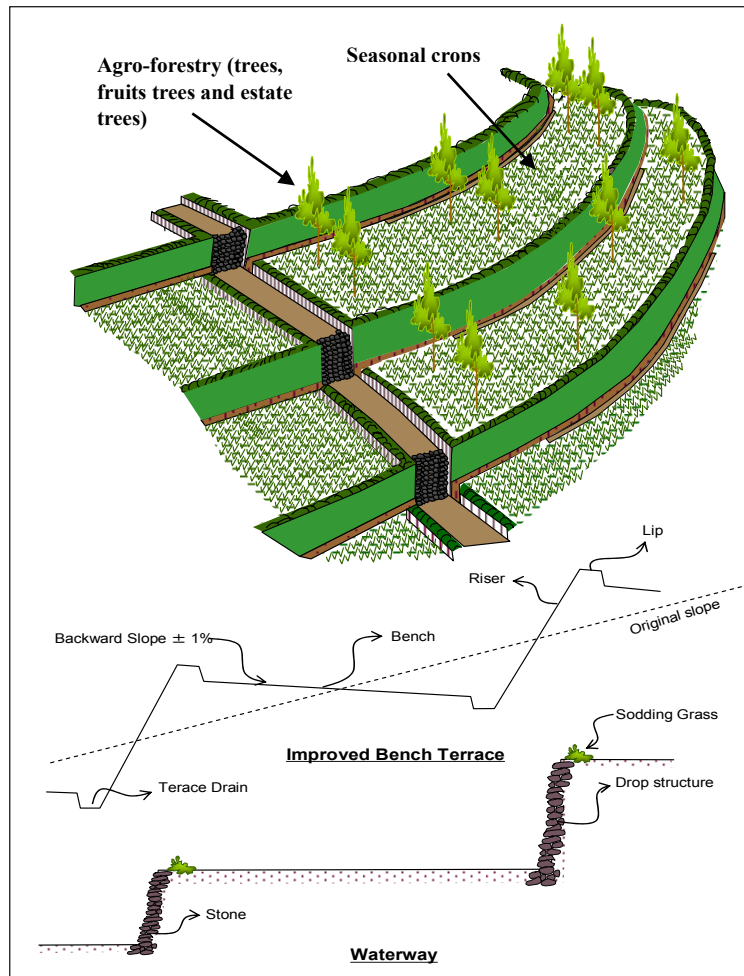 Agro-forestry (trees,
fruits trees and estate
trees)
Seasonal crops
Lip
Riser
Original slope
Backward Slope ± 1%
Bench
Sodding Grass
Improved Bench Terrace
Drop structure
Terace Drain
Stone
Waterway